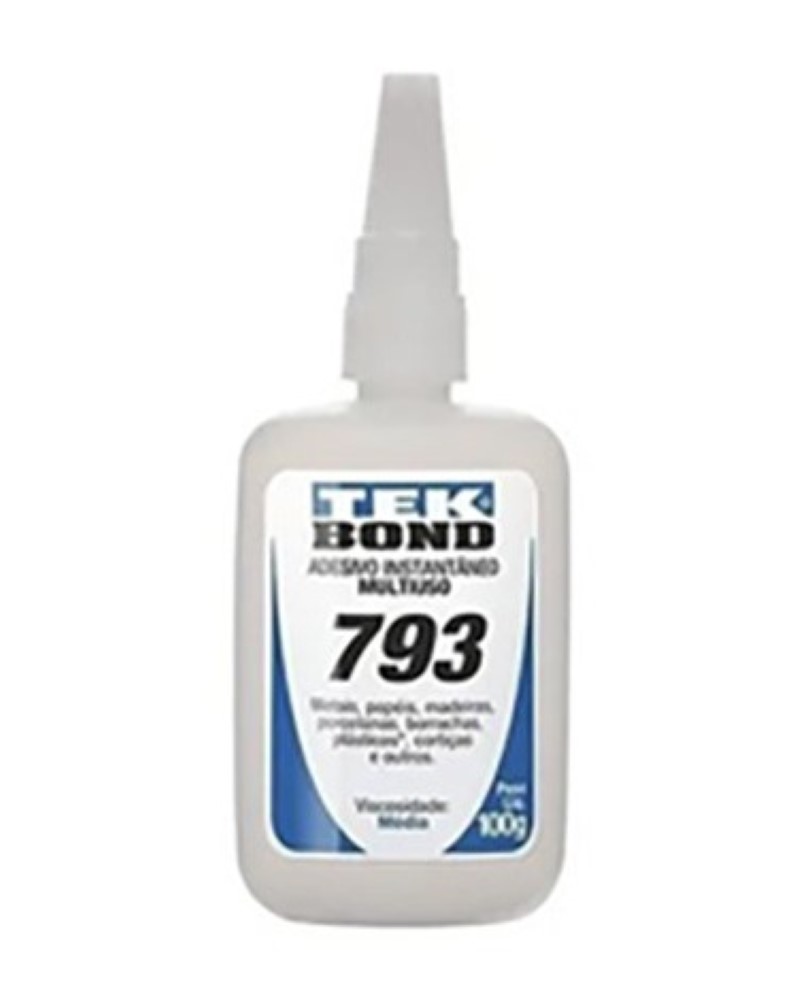 TEK
BOND
ADESIVO INSTANTÂNEO
MULTIUSO
793
Metais, papéis, madeiras,
porcelanas, borrachas,
plásticos*, cortiças
e outros.
Viscosidade:
Média
Peso
Líq.
100g